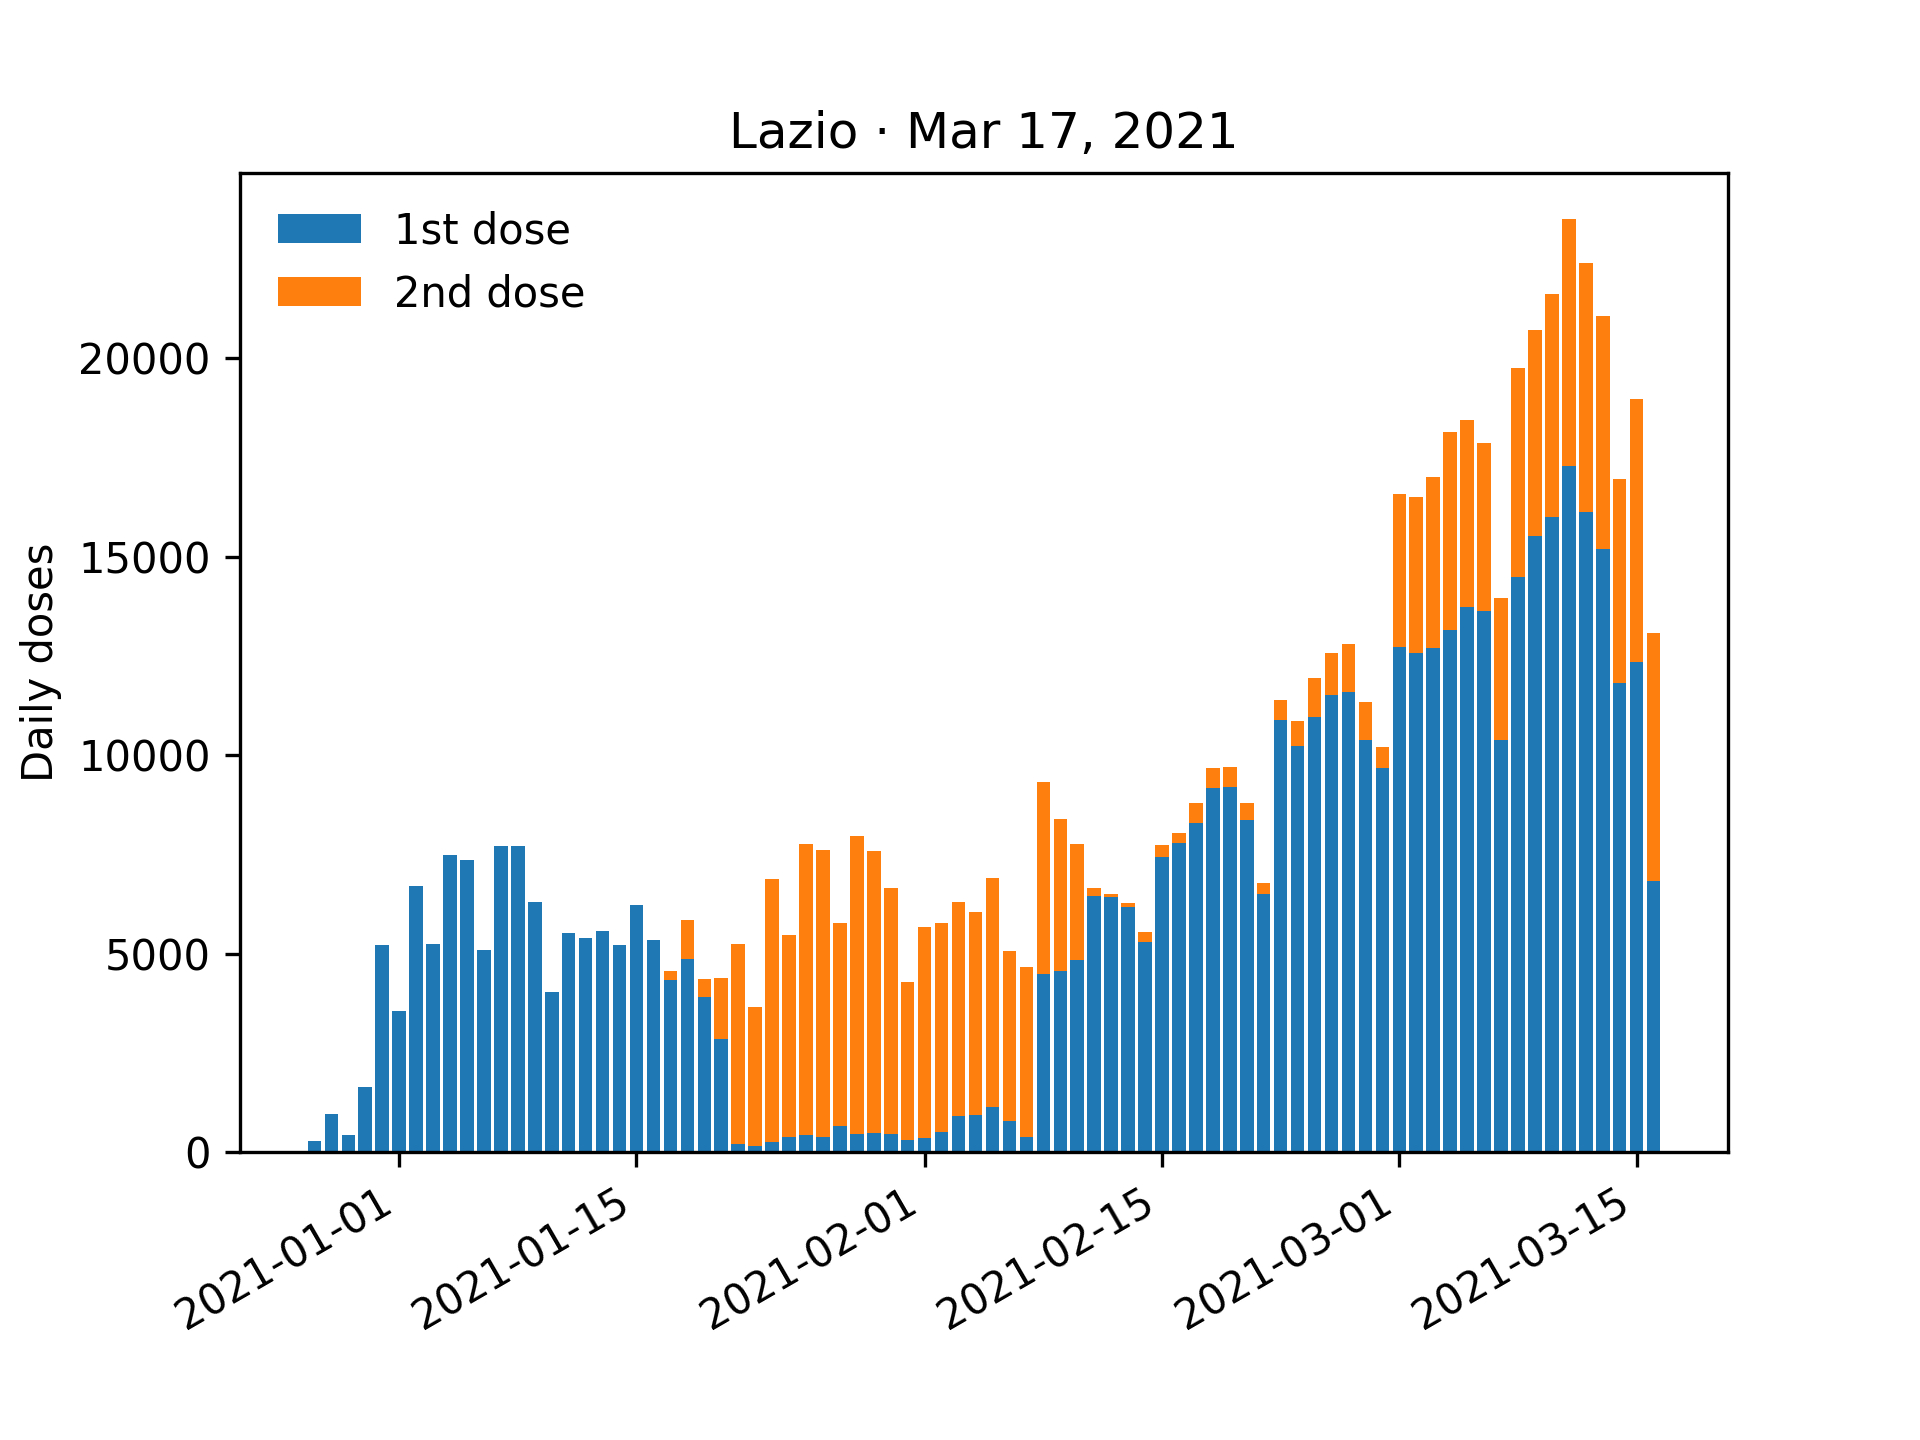 Lazio · Mar 17, 2021
1st dose
2nd dose
Daily doses
20000
15000
10000
5000
0
2021-01-01
2021-01-15
2021-02-01
2021-02-15
2021-03-01
2021-03-15